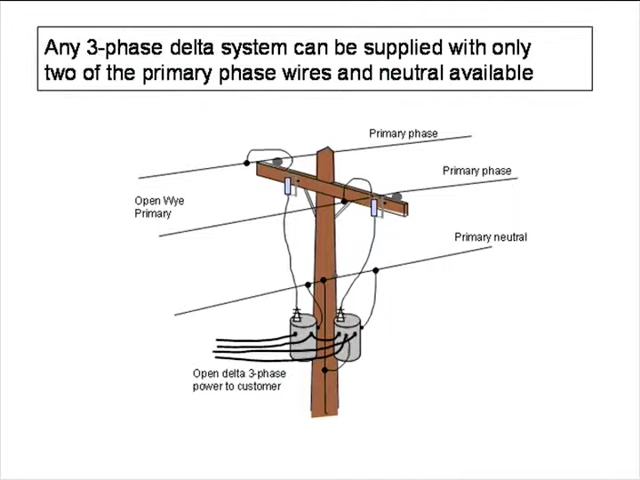 Any 3-phase delta system can be supplied with only
two of the primary phase wires and neutral available
Primary phase
Primary phase
Open Wye
Primary
Primary neutral
Open delta 3-phase
power to customer